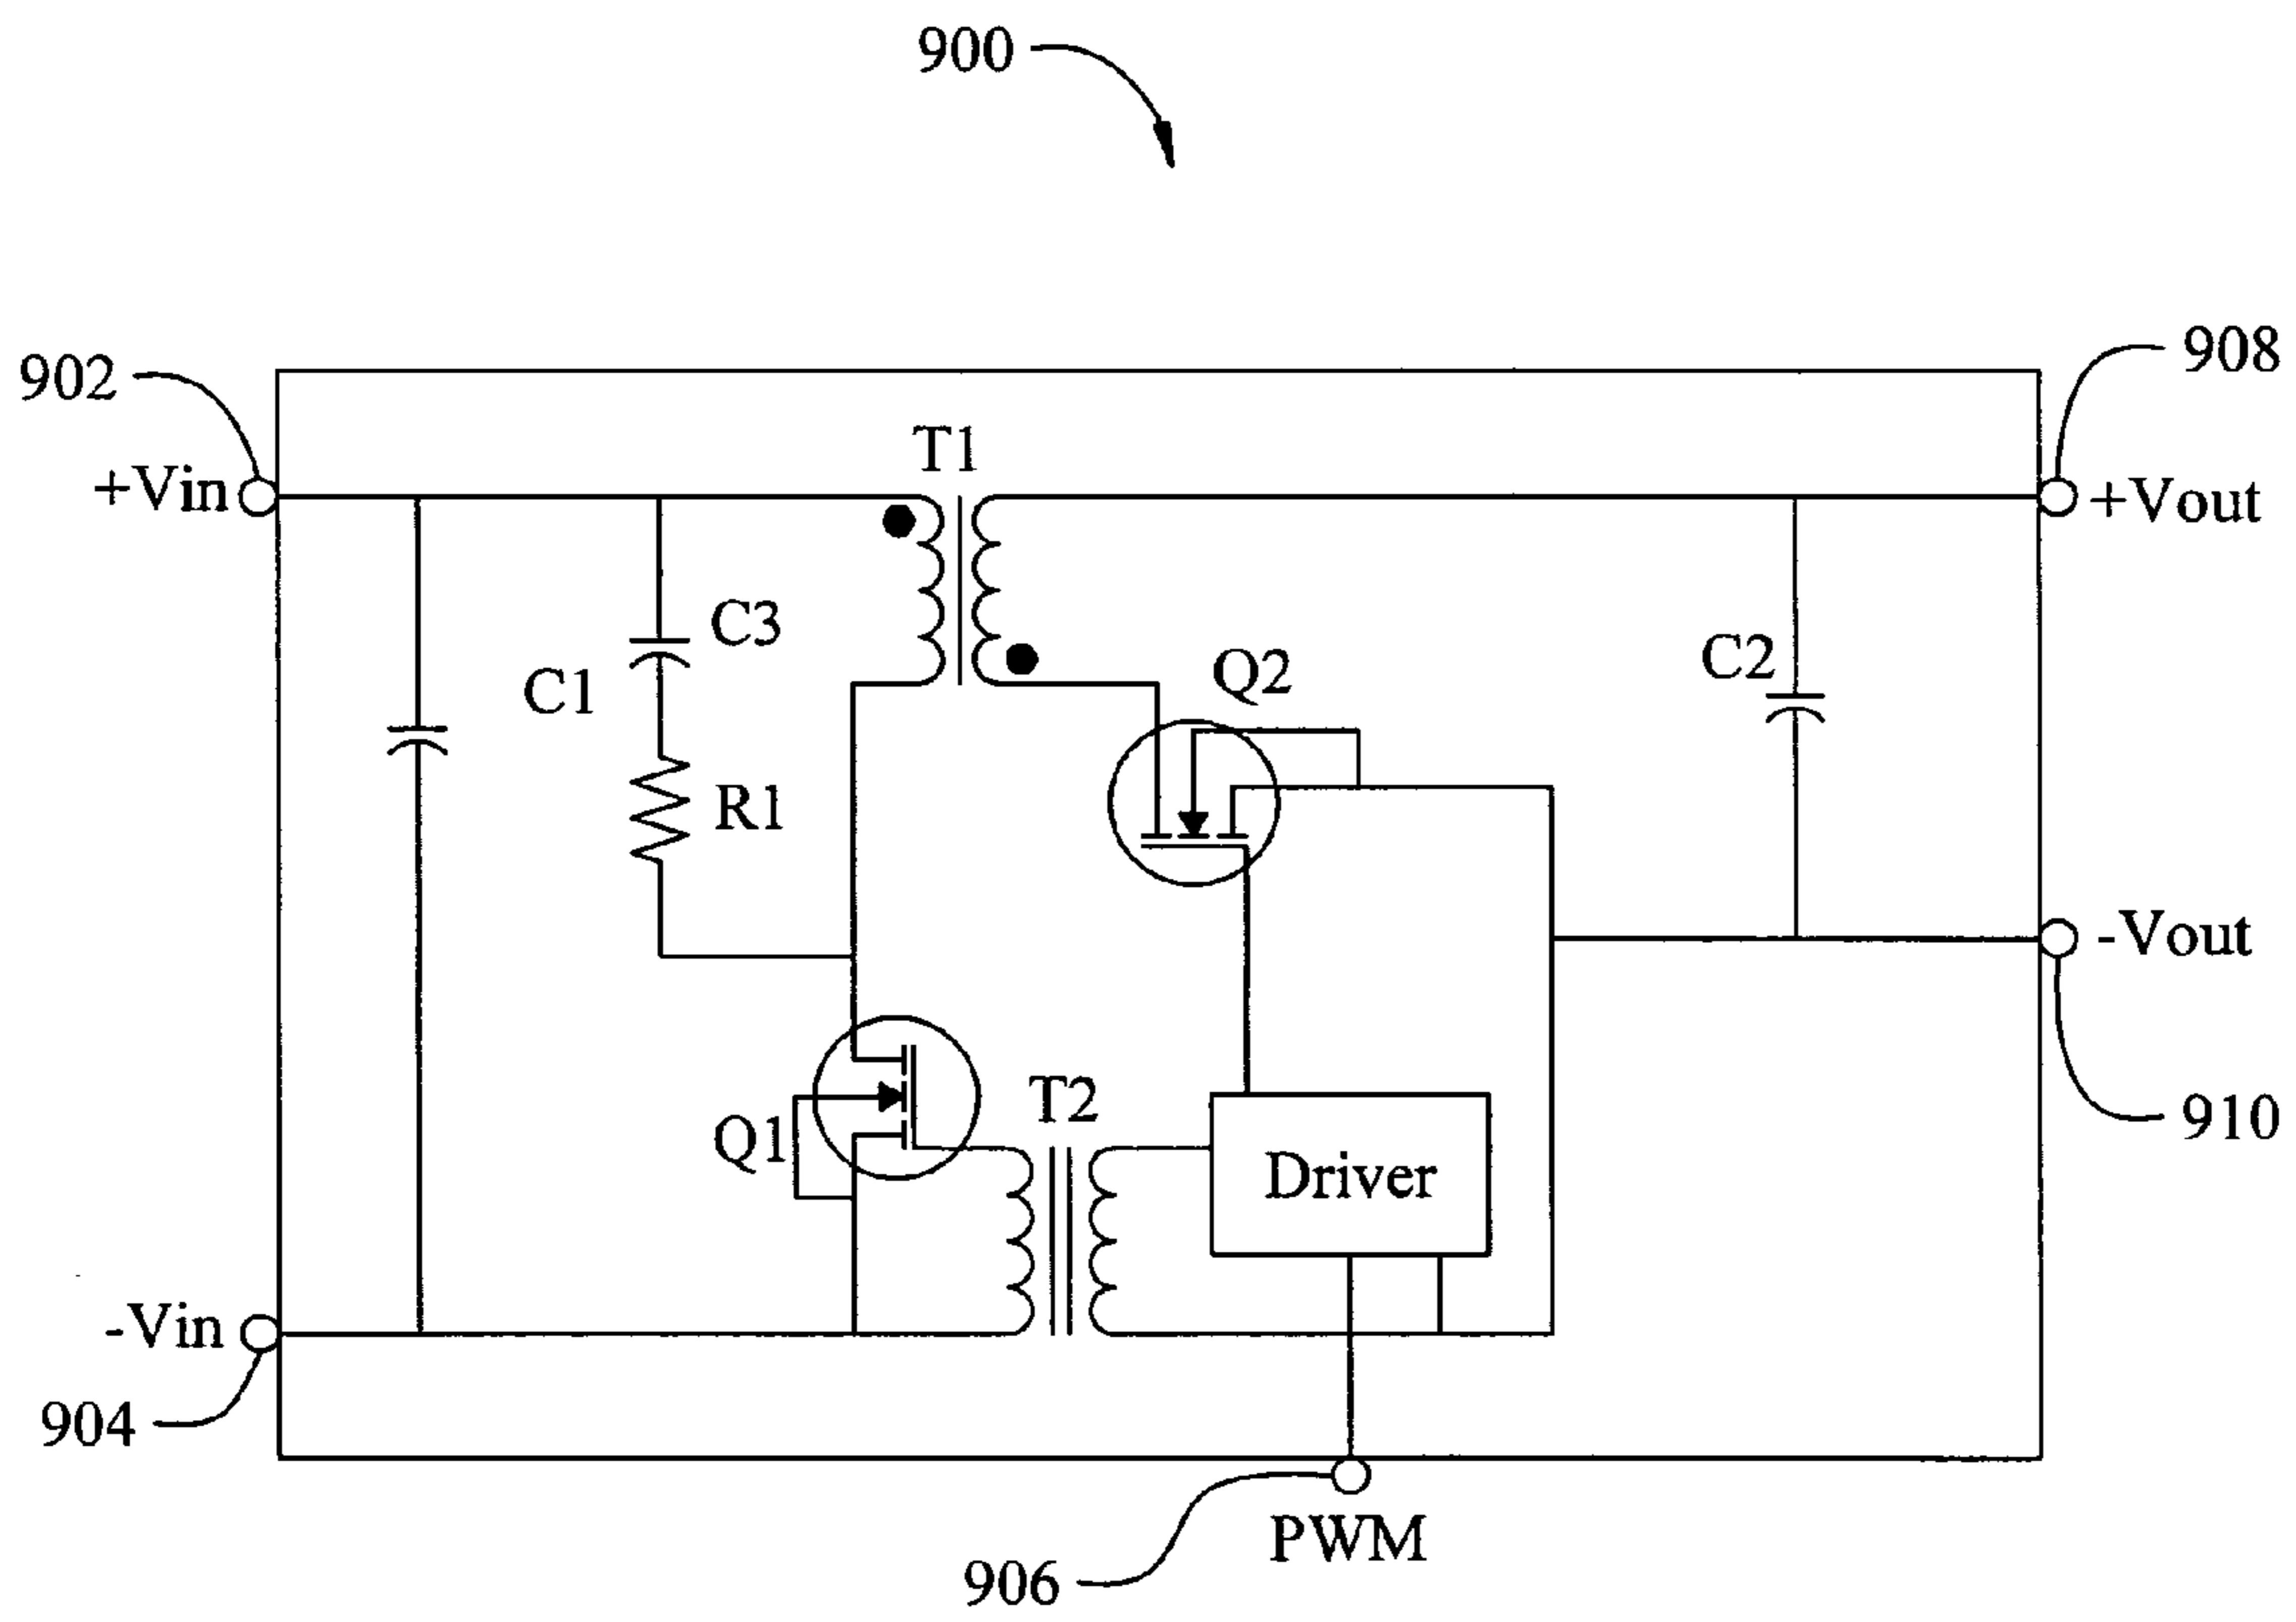 900
902
908
T1
+Vin
+Vout
C3
C1
Q2
C2
R1
-Vout
T2
Q1
910
Driver
-Vin
904
PWM
906